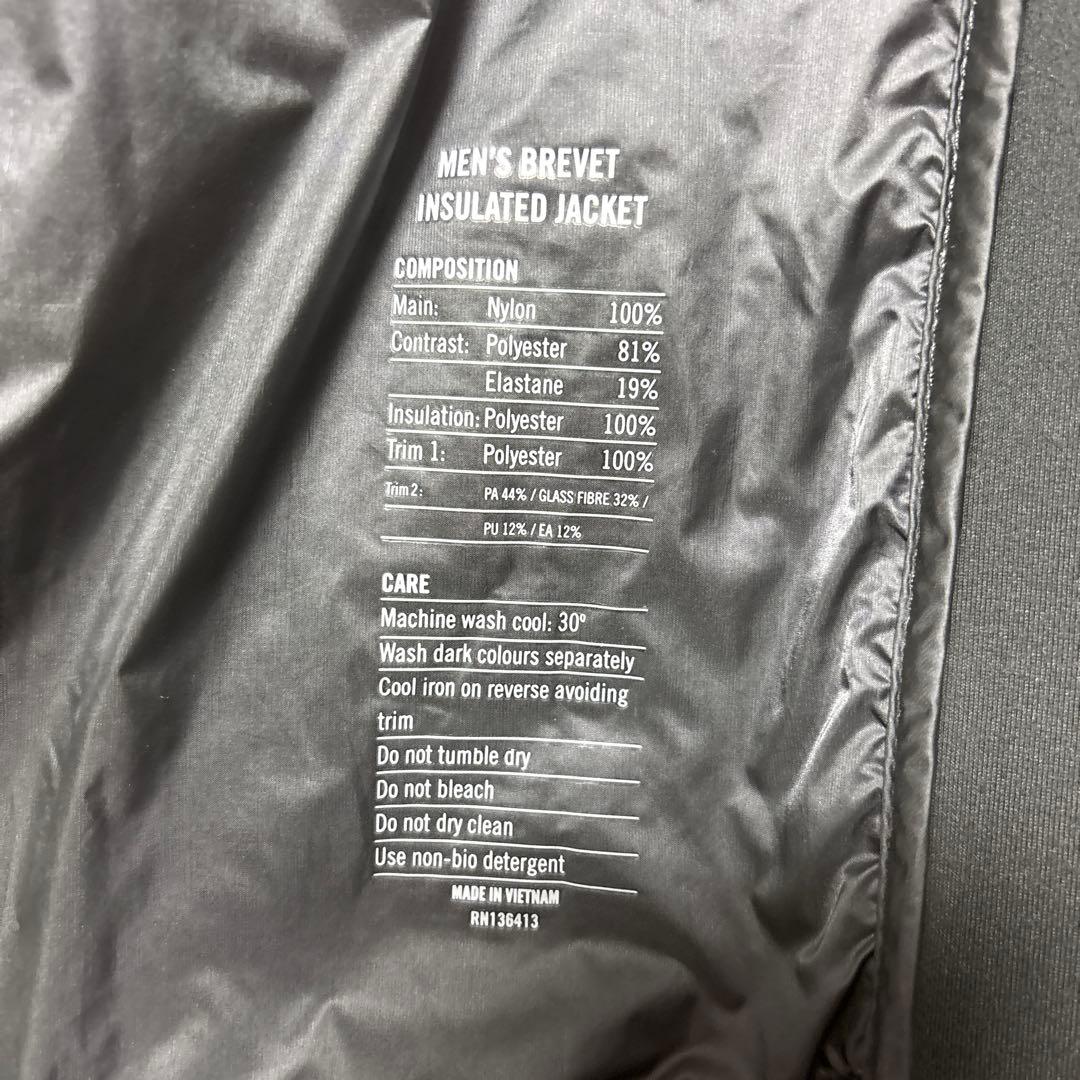 MEN'S BREVET
INSULATED JACKET
COMPOSITION
Main: Nylon 100%
Contrast: Polyester 81%
Elastane 19%
Insulation: Polyester 100%
Trim 1: Polyester 100%
Trim 2: PA 44% / GLASS FIBRE 32% /
PU 12% / EA 12%
CARE
Machine wash cool: 30º
Wash dark colours separately
Cool iron on reverse avoiding
trim
Do not tumble dry
Do not bleach
Do not dry clean
Use non-bio detergent
MADE IN VIETNAM
RN136413